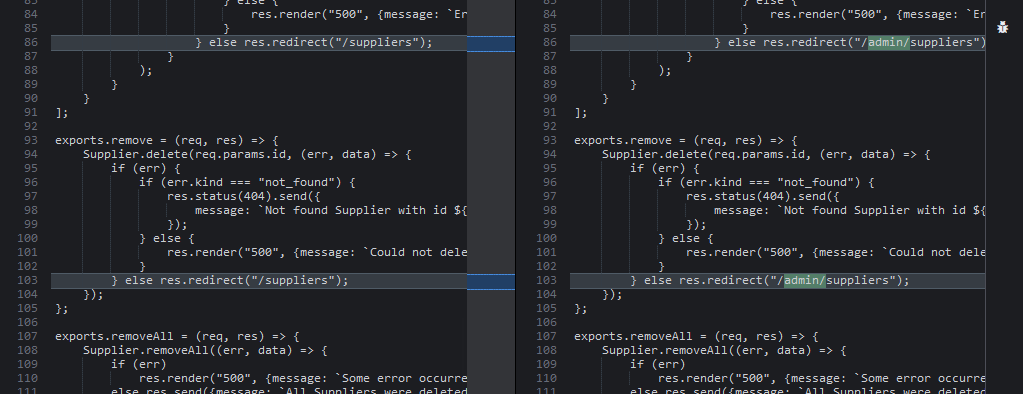 83 } else {
84 res.render("500", {message: `Er
85 }
86 } else res.redirect("/suppliers");
87 }
88 );
89 }
90 }
91 ];
92
93 exports.remove = (req, res) => {
94 Supplier.delete(req.params.id, (err, data) => {
95 if (err) {
96 if (err.kind === "not_found") {
97 res.status(404).send({
98 message: `Not found Supplier with id ${
99 });
100 } else {
101 res.render("500", {message: `Could not dele
102 }
103 } else res.redirect("/suppliers");
104 });
105 };
106
107 exports.removeAll = (req, res) => {
108 Supplier.removeAll((err, data) => {
109 if (err)
110 res.render("500", {message: `Some error occurre
111 else res.send({message: `All Suppliers were deleted
83 } else {
84 res.render("500", {message: `Er
85 }
86 } else res.redirect("/admin/suppliers")
87 }
88 );
89 }
90 }
91 ];
92
93 exports.remove = (req, res) => {
94 Supplier.delete(req.params.id, (err, data) => {
95 if (err) {
96 if (err.kind === "not_found") {
97 res.status(404).send({
98 message: `Not found Supplier with id ${
99 });
100 } else {
101 res.render("500", {message: `Could not dele
102 }
103 } else res.redirect("/admin/suppliers");
104 });
105 };
106
107 exports.removeAll = (req, res) => {
108 Supplier.removeAll((err, data) => {
109 if (err)
110 res.render("500", {message: `Some error occurre
111 else res.send({message: `All Suppliers were deleted